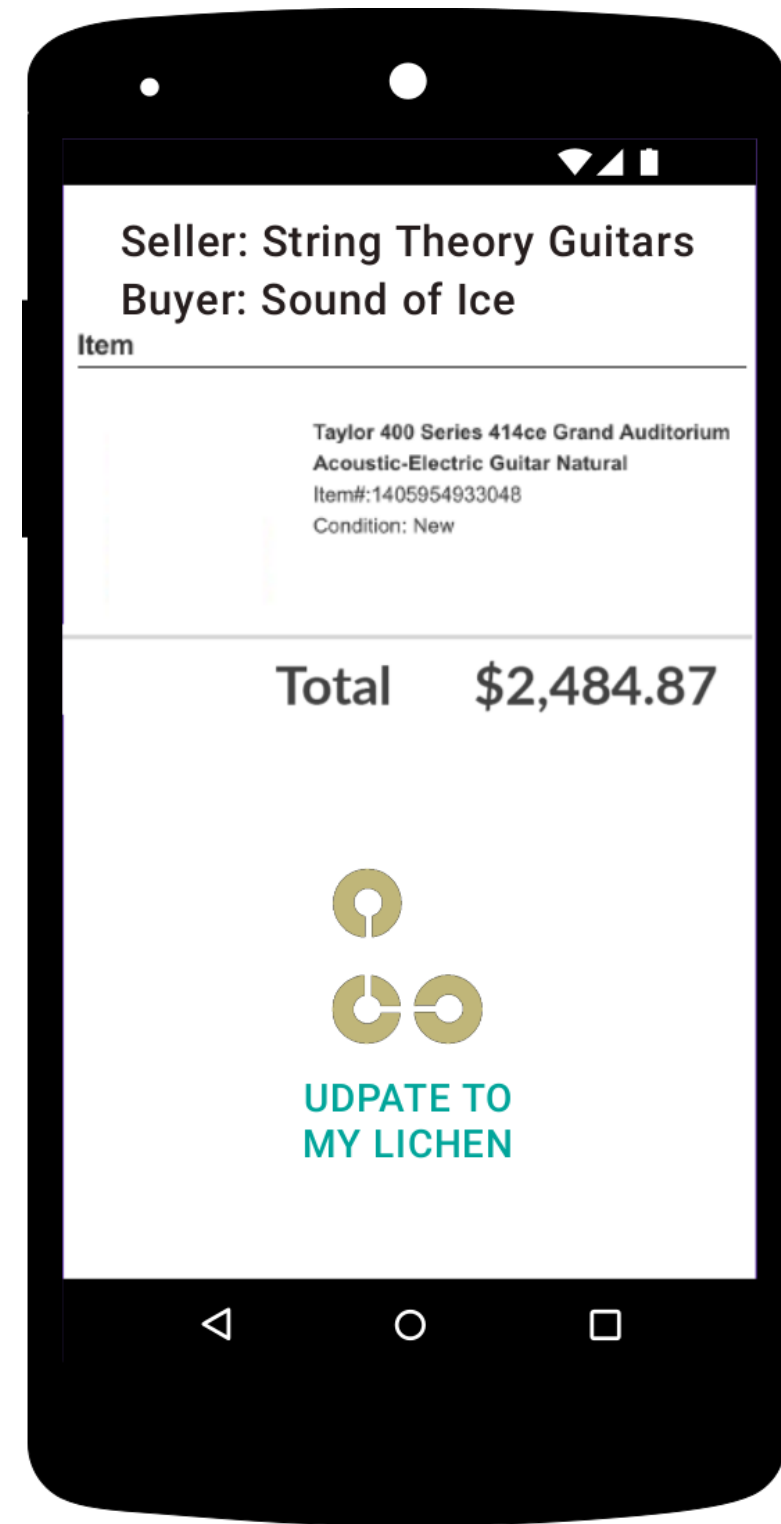 Seller: String Theory Guitars
Buyer: Sound of Ice
Item
Taylor 400 Series 414ce Grand Auditorium
Acoustic-Electric Guitar Natural
Item#:1405954933048
Condition: New
Total $2,484.87
UDPATE TO
MY LICHEN